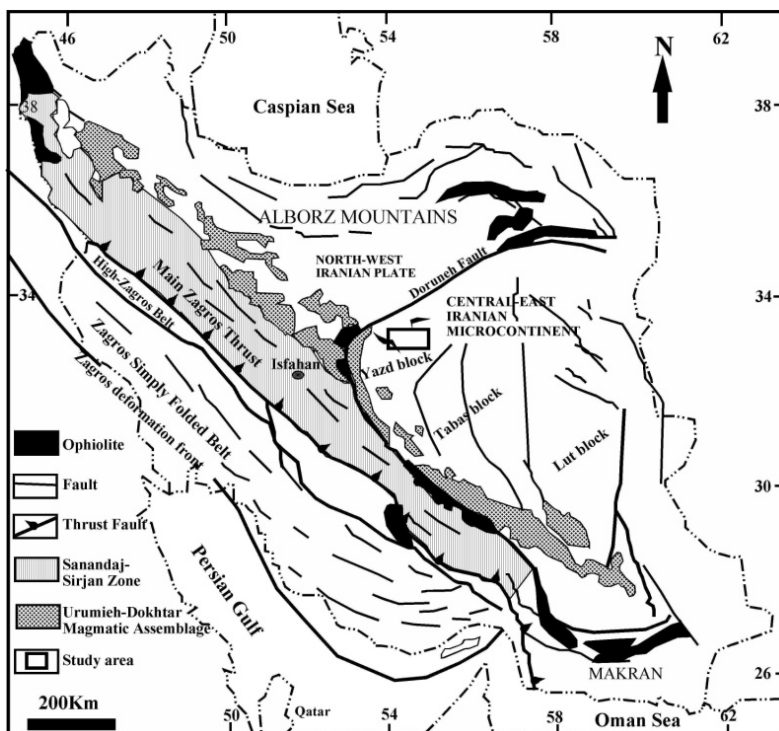 46 50 54 58 62
N
38 38
Caspian Sea
ALBORZ MOUNTAINS
NORTH-WEST
IRANIAN PLATE
Doruneh Fault
34 34
CENTRAL-EAST
IRANIAN
MICROCONTINENT
High-Zagros Belt
Main Zagros Thrust
Isfahan
Yazd block
Tabas block
Lut block
Zagros Simply Folded Belt
Zagros deformation front
30
Persian Gulf
MAKRAN
26
Qatar
Oman Sea
50 54 58 62
Ophiolite
Fault
Thrust Fault
Sanandaj-
Sirjan Zone
Urumieh-Dokhtar
Magmatic Assemblage
Study area
200Km